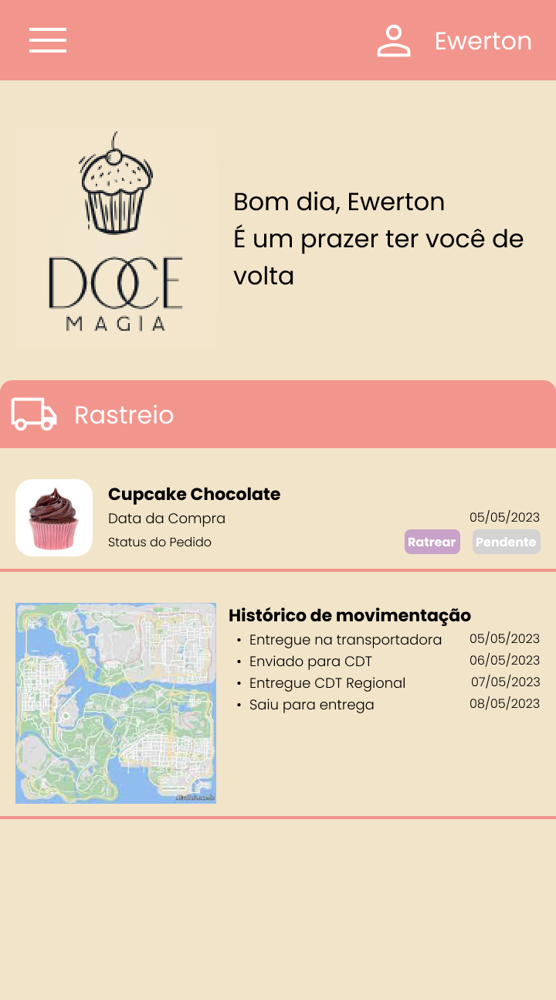 Ewerton
DOCE
MAGIA
Bom dia, Ewerton
É um prazer ter você de
volta
Rastreio
Cupcake Chocolate
Data da Compra 05/05/2023
Status do Pedido Ratrear Pendente
Histórico de movimentação
• Entregue na transportadora 05/05/2023
• Enviado para CDT 06/05/2023
• Entregue CDT Regional 07/05/2023
• Saiu para entrega 08/05/2023